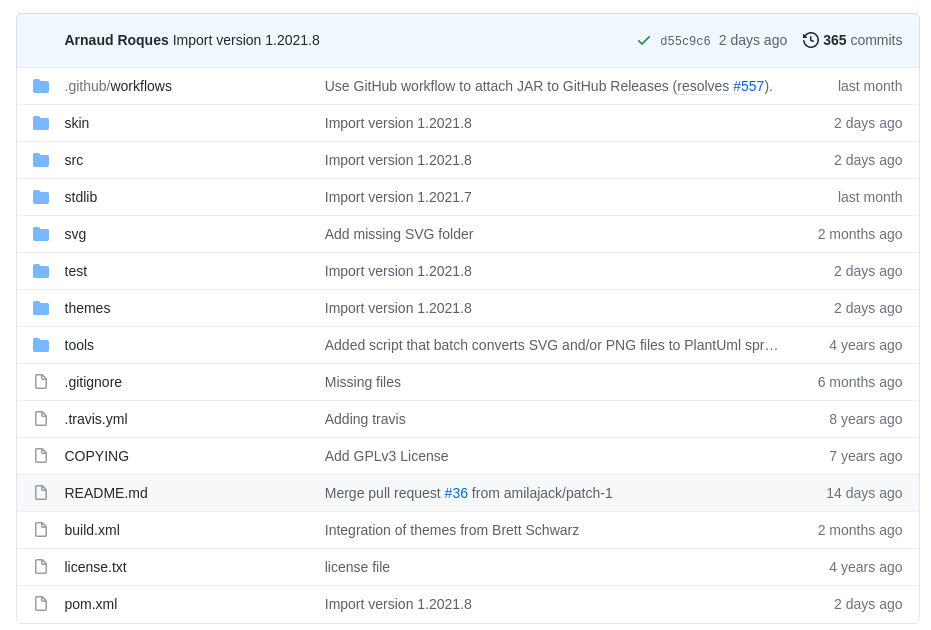 Arnaud Roques Import version 1.2021.8 d55c9c6 2 days ago 365 commits
.github/workflows Use GitHub workflow to attach JAR to GitHub Releases (resolves #557). last month
skin Import version 1.2021.8 2 days ago
src Import version 1.2021.8 2 days ago
stdlib Import version 1.2021.7 last month
svg Add missing SVG folder 2 months ago
test Import version 1.2021.8 2 days ago
themes Import version 1.2021.8 2 days ago
tools Added script that batch converts SVG and/or PNG files to PlantUml spr… 4 years ago
.gitignore Missing files 6 months ago
.travis.yml Adding travis 8 years ago
COPYING Add GPLv3 License 7 years ago
README.md Merge pull request #36 from amilajack/patch-1 14 days ago
build.xml Integration of themes from Brett Schwarz 2 months ago
license.txt license file 4 years ago
pom.xml Import version 1.2021.8 2 days ago